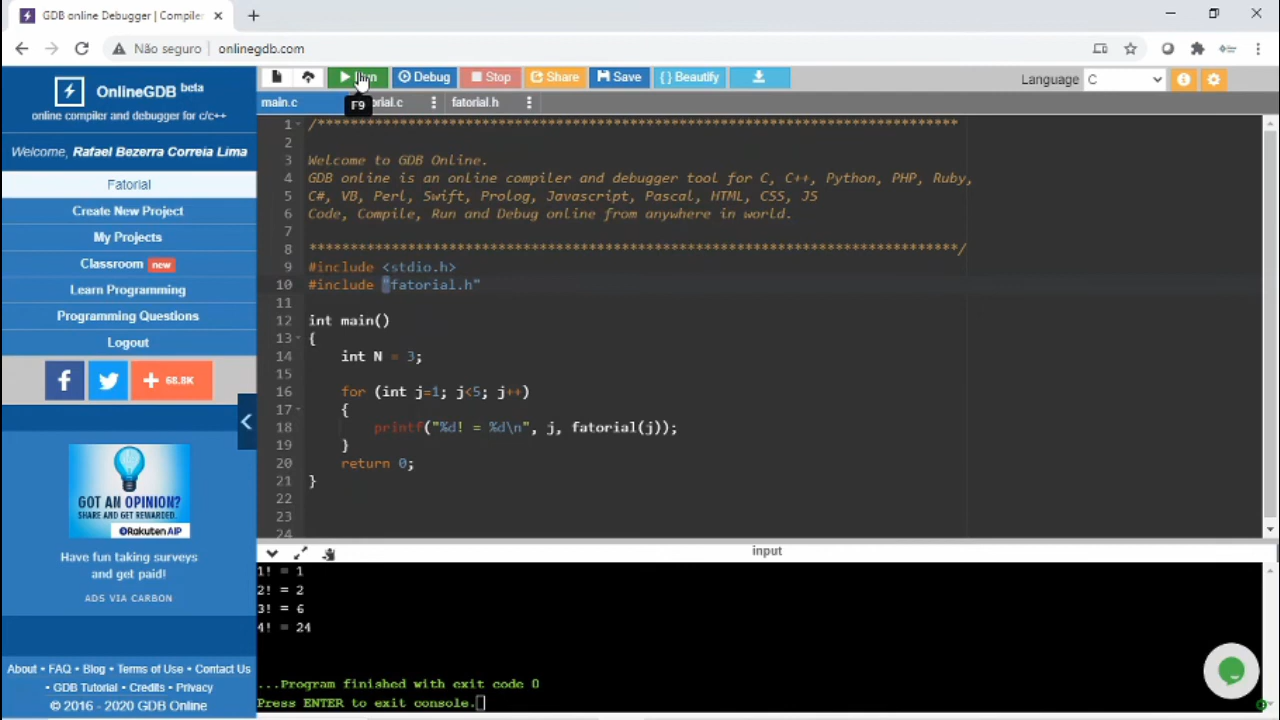 GDB online Debugger | Compiler
Não seguro
onlinegdb.com
OnlineGDB beta
online compiler and debugger for c/c++
Welcome, Rafael Bezerra Correia Lima
Fatorial
Create New Project
My Projects
Classroom new
Learn Programming
Programming Questions
Logout
+ 68.8K
GOT AN OPINION?
SHARE AND GET REWARDED.
Rakuten AIP
Have fun taking surveys
and get paid!
ADS VIA CARBON
About • FAQ • Blog • Terms of Use • Contact Us
• GDB Tutorial • Credits • Privacy
© 2016 - 2020 GDB Online
Debug
Stop
Share
Save
{ } Beautify
Language C
F9
main.c
fatorial.h
1 /******************************************************************************
2
3 Welcome to GDB Online.
4 GDB online is an online compiler and debugger tool for C, C++, Python, PHP, Ruby,
5 C#, VB, Perl, Swift, Prolog, Javascript, Pascal, HTML, CSS, JS
6 Code, Compile, Run and Debug online from anywhere in world.
7
8 *******************************************************************************/
9 #include <stdio.h>
10 #include "fatorial.h"
11
12 int main()
13 {
14 int N = 3;
15
16 for (int j=1; j<5; j++)
17 {
18 printf("%d! = %d\n", j, fatorial(j));
19 }
20 return 0;
21 }
22
23
24
input
1! = 1
2! = 2
3! = 6
4! = 24
...Program finished with exit code 0
Press ENTER to exit console.